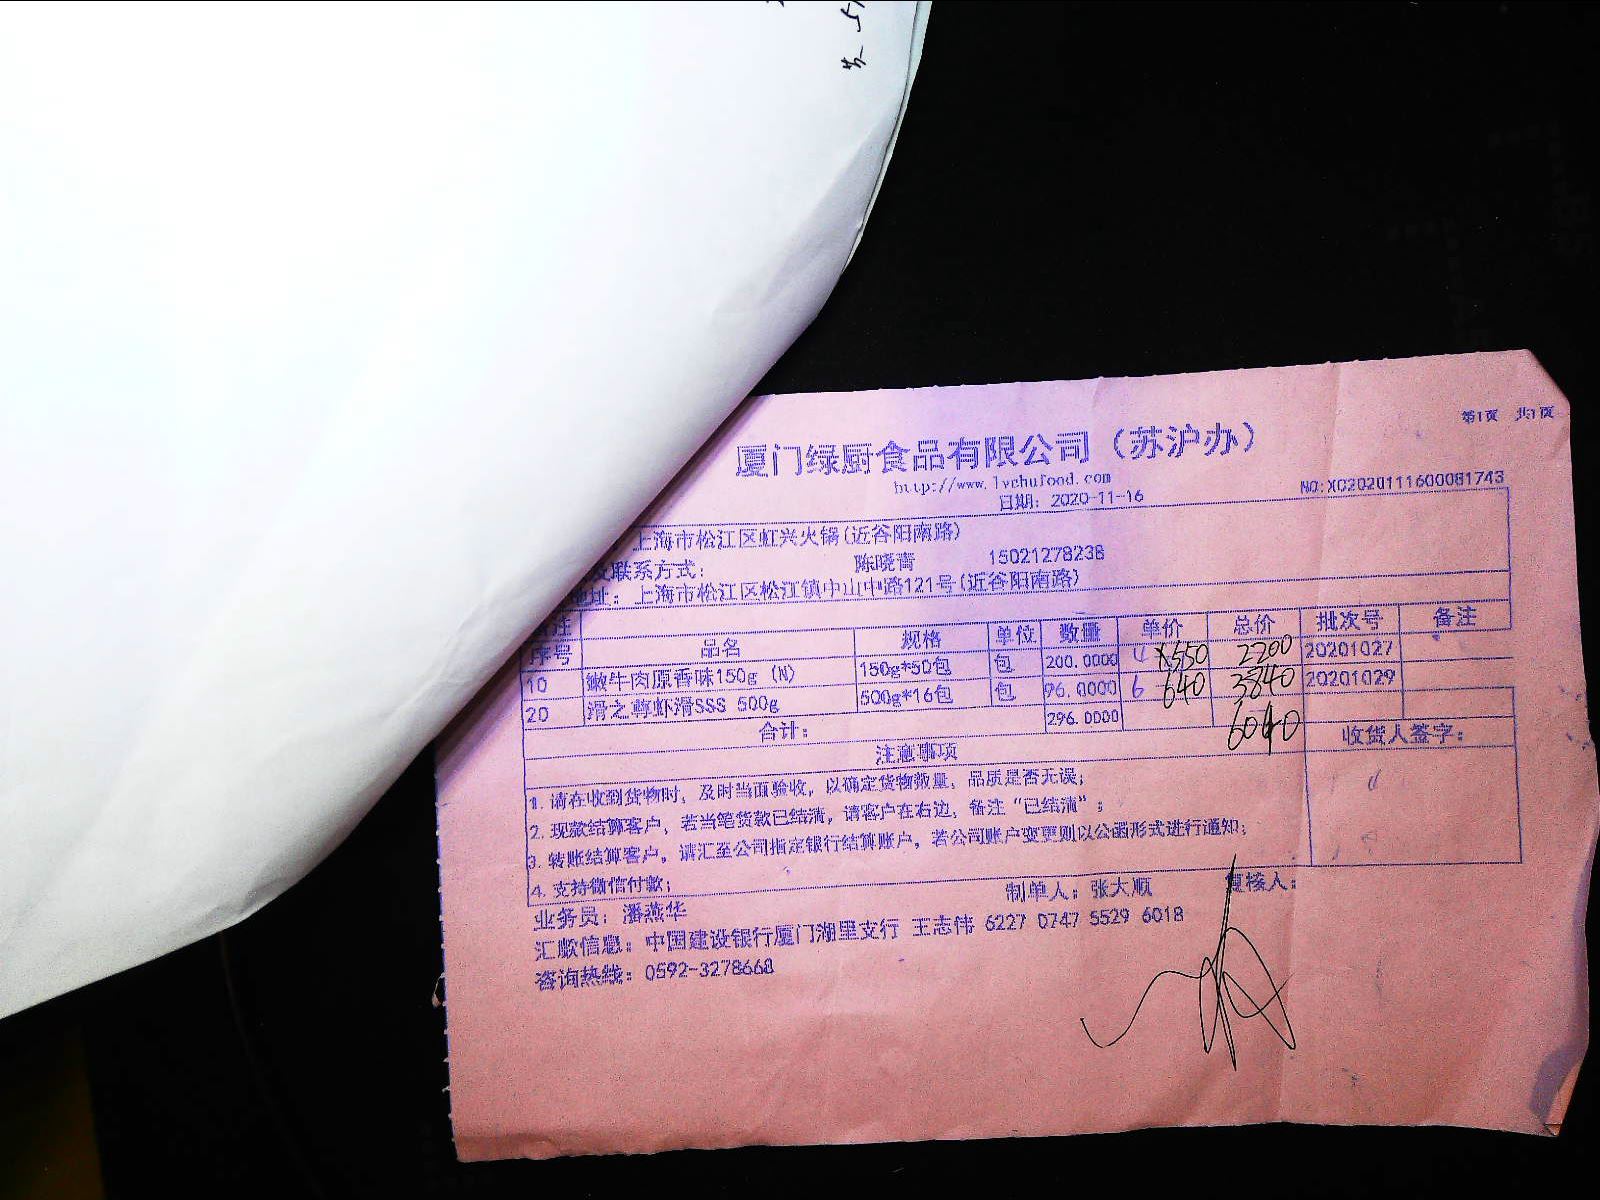 第1页 共1页
厦门绿厨食品有限公司（苏沪办）
http://www.lvchufood.com
日期：2020-11-16
NO:XC2020111600081743
上海市松江区虹兴火锅(近谷阳南路)
联系方式： 陈晓菁 15021278238
地址：上海市松江区松江镇中山中路121号(近谷阳南路)
序号 品名 规格 单位 数量 单价 总价 批次号 备注
10 嫩牛肉原香味150g (N) 150g*50包 包 200.0000 4 x550 2200 20201027
20 滑之尊虾滑SSS 500g 500g*16包 包 96.0000 6 640 3840 20201029
合计： 296.0000 6040
注意事项
收货人签字：
1. 请在收到货物时，及时当面验收，以确定货物数量，品质是否无误；
2. 现款结算客户，若当笔货款已结清，请客户在右边，备注“已结清”；
3. 转账结算客户，请汇至公司指定银行结算账户，若公司账户变更则以公函形式进行通知；
4. 支持微信付款；
业务员：潘燕华 制单人：张大顺 复核人：
汇款信息：中国建设银行厦门湖里支行 王志伟 6227 0747 5529 6018
咨询热线：0592-3278668